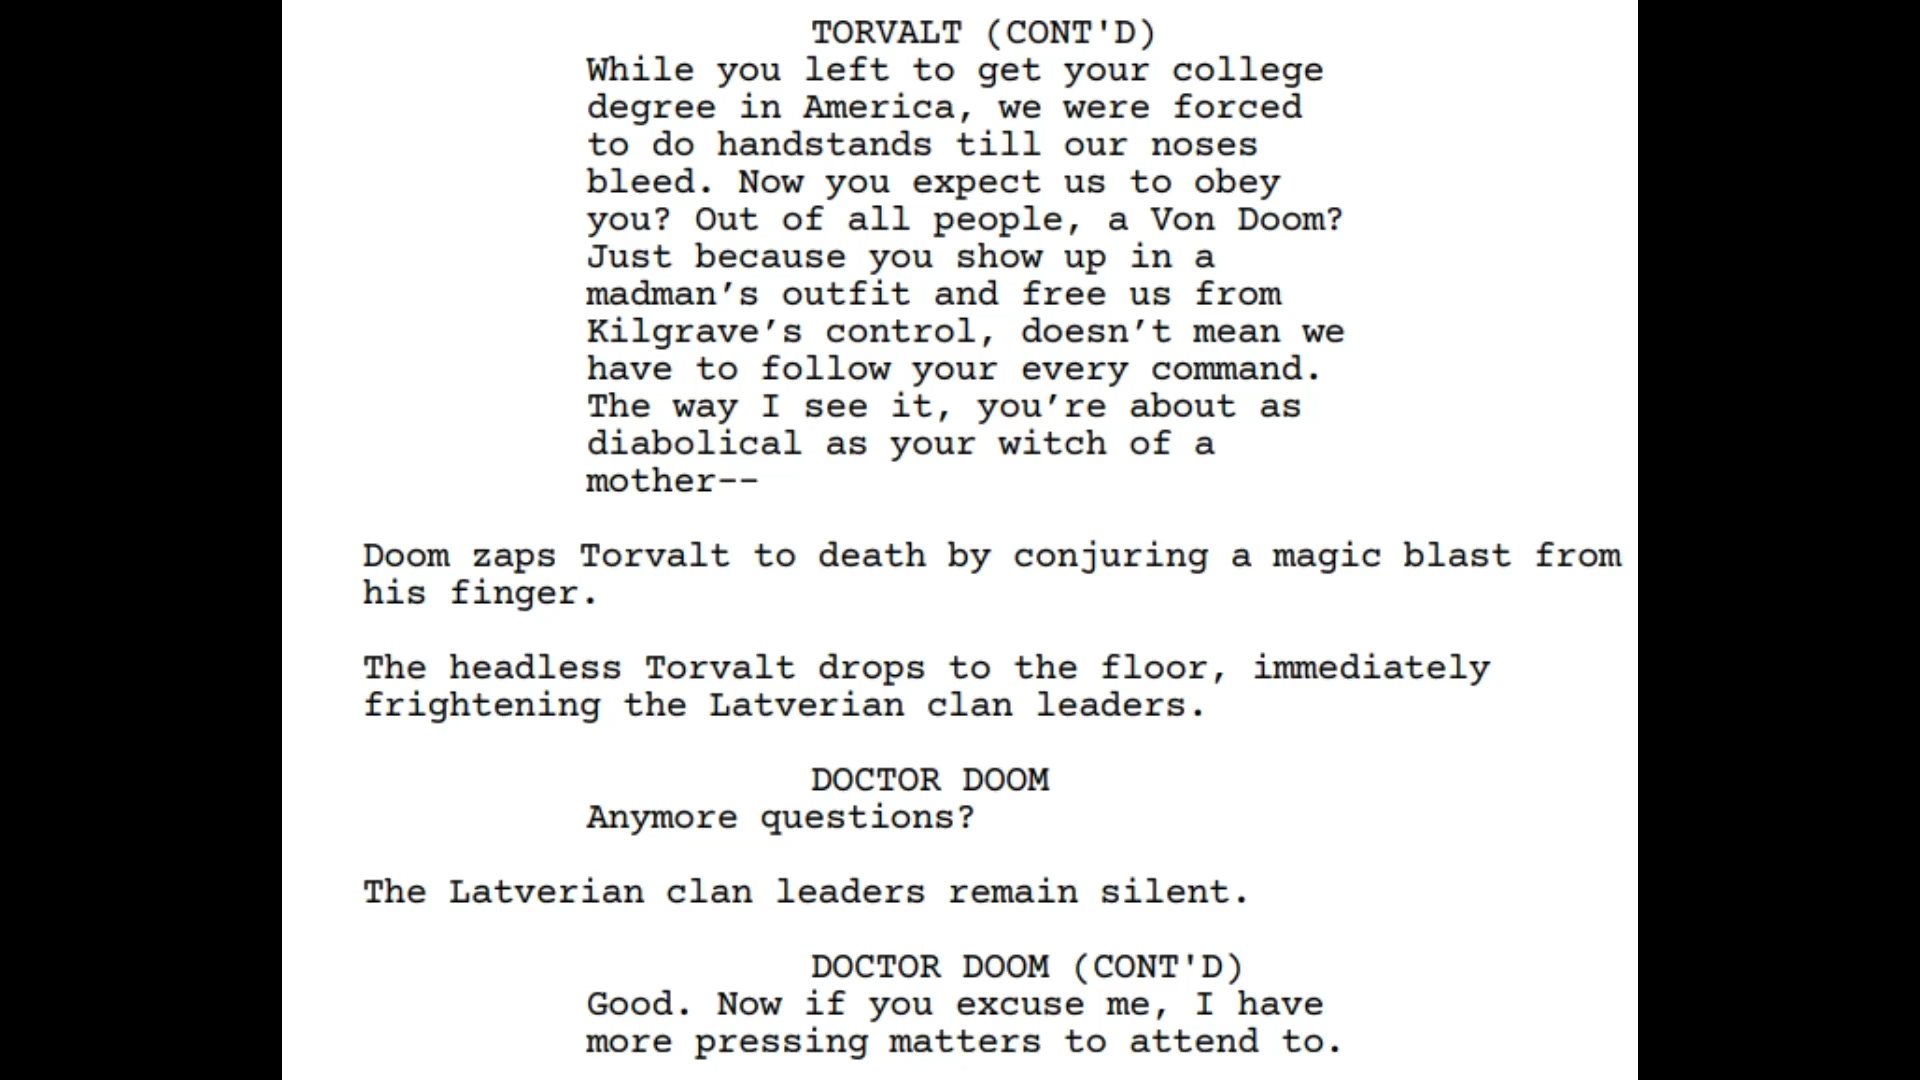 TORVALT (CONT'D)
While you left to get your college
degree in America, we were forced
to do handstands till our noses
bleed. Now you expect us to obey
you? Out of all people, a Von Doom?
Just because you show up in a
madman’s outfit and free us from
Kilgrave’s control, doesn’t mean we
have to follow your every command.
The way I see it, you’re about as
diabolical as your witch of a
mother--
Doom zaps Torvalt to death by conjuring a magic blast from
his finger.
The headless Torvalt drops to the floor, immediately
frightening the Latverian clan leaders.
DOCTOR DOOM
Anymore questions?
The Latverian clan leaders remain silent.
DOCTOR DOOM (CONT'D)
Good. Now if you excuse me, I have
more pressing matters to attend to.